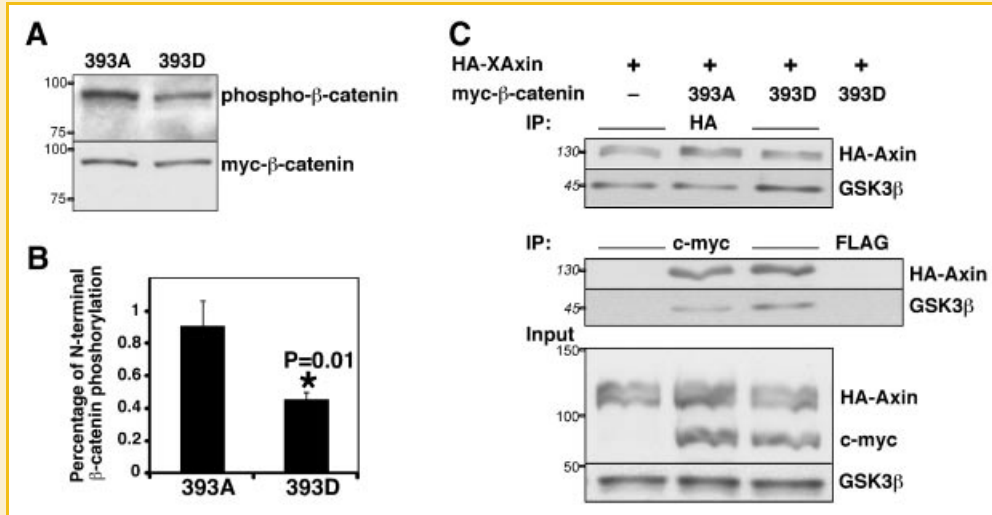 A
393A 393D
100
phospho-β-catenin
75
100
myc-β-catenin
75
B
Percentage of N-terminal
β-catenin phoshorylation
1
0.8
0.6
0.4
0.2
0
P=0.01
*
393A 393D
C
HA-XAxin + + + +
myc-β-catenin – 393A 393D 393D
IP: HA
130 HA-Axin
45 GSK3β
IP: c-myc FLAG
130 HA-Axin
45 GSK3β
Input
150
HA-Axin
100
c-myc
50
GSK3β